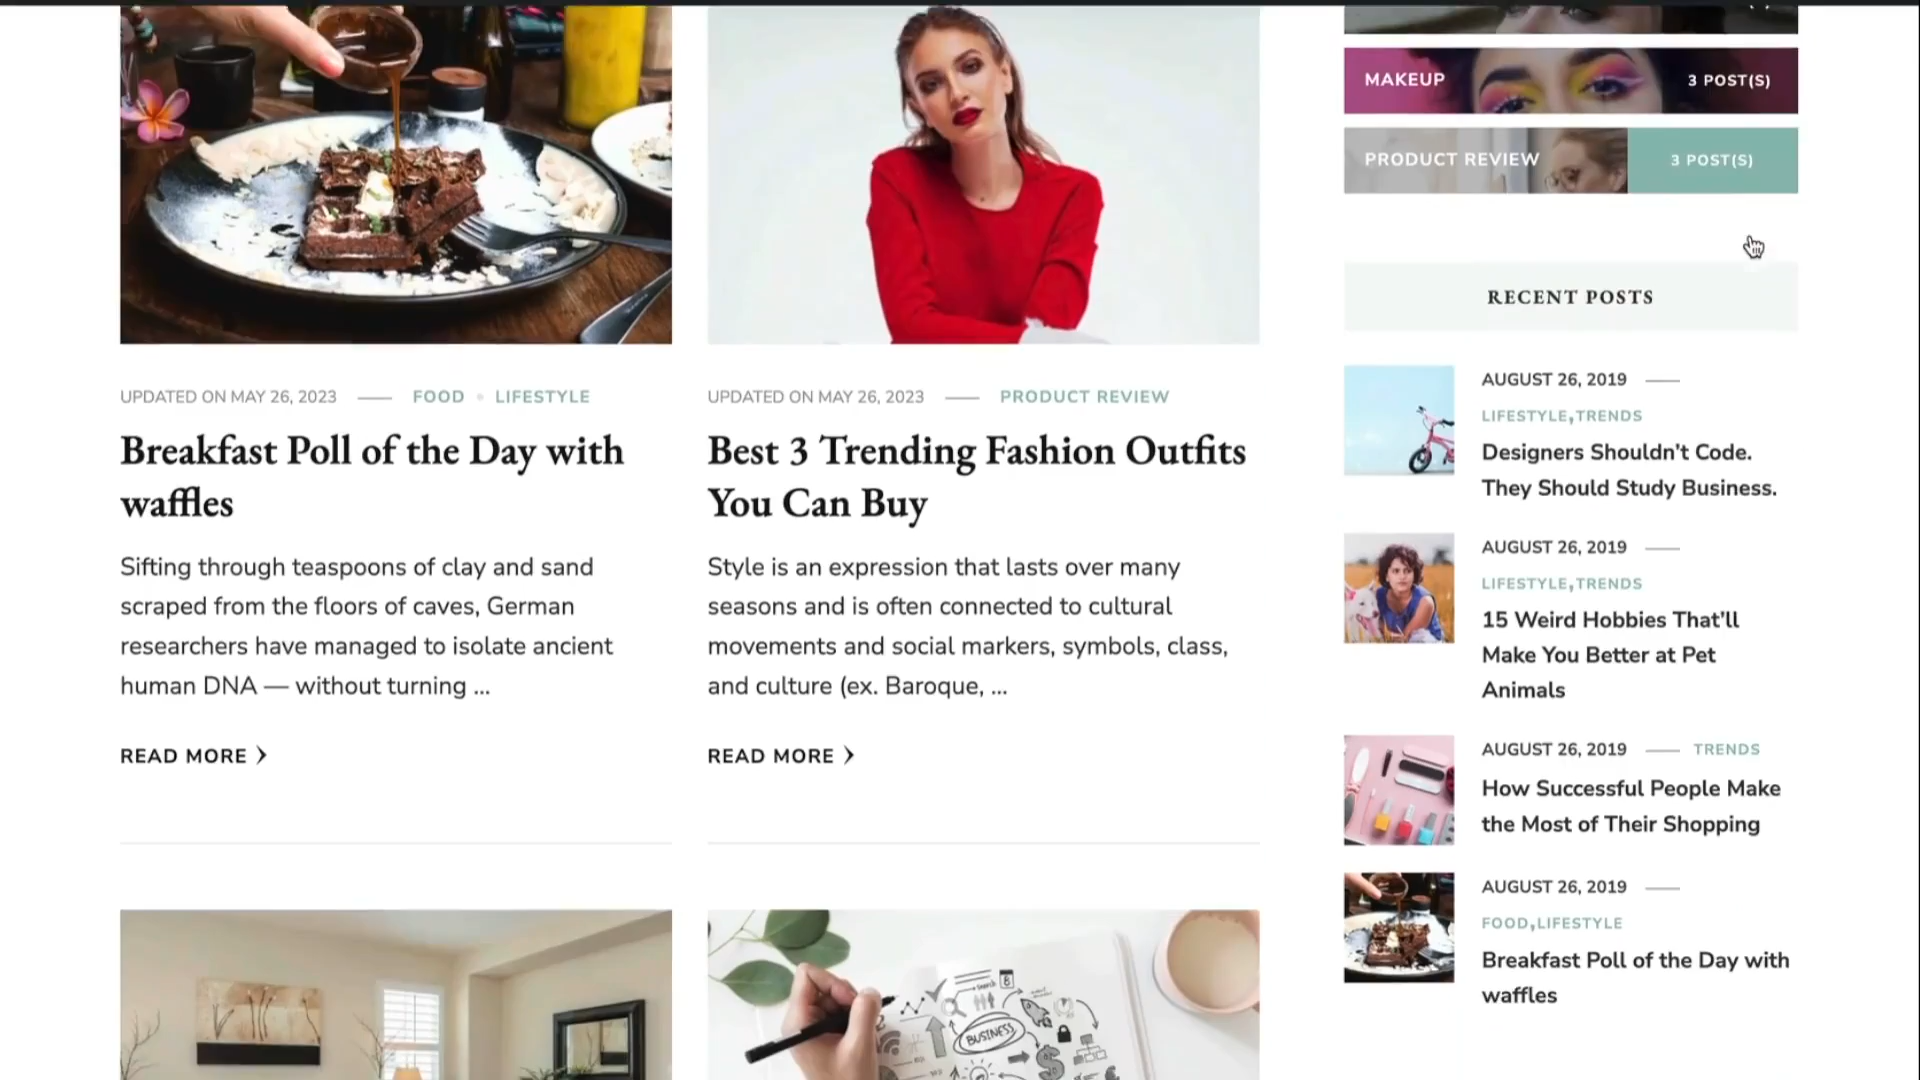 UPDATED ON MAY 26, 2023 FOOD LIFESTYLE
Breakfast Poll of the Day with
waffles
Sifting through teaspoons of clay and sand
scraped from the floors of caves, German
researchers have managed to isolate ancient
human DNA — without turning ...
READ MORE
UPDATED ON MAY 26, 2023 PRODUCT REVIEW
Best 3 Trending Fashion Outfits
You Can Buy
Style is an expression that lasts over many
seasons and is often connected to cultural
movements and social markers, symbols, class,
and culture (ex. Baroque, ...
READ MORE
search
BUSINESS
MAKEUP 3 POST(S)
PRODUCT REVIEW 3 POST(S)
RECENT POSTS
AUGUST 26, 2019
LIFESTYLE,TRENDS
Designers Shouldn't Code.
They Should Study Business.
AUGUST 26, 2019
LIFESTYLE,TRENDS
15 Weird Hobbies That'll
Make You Better at Pet
Animals
AUGUST 26, 2019 TRENDS
How Successful People Make
the Most of Their Shopping
AUGUST 26, 2019
FOOD,LIFESTYLE
Breakfast Poll of the Day with
waffles